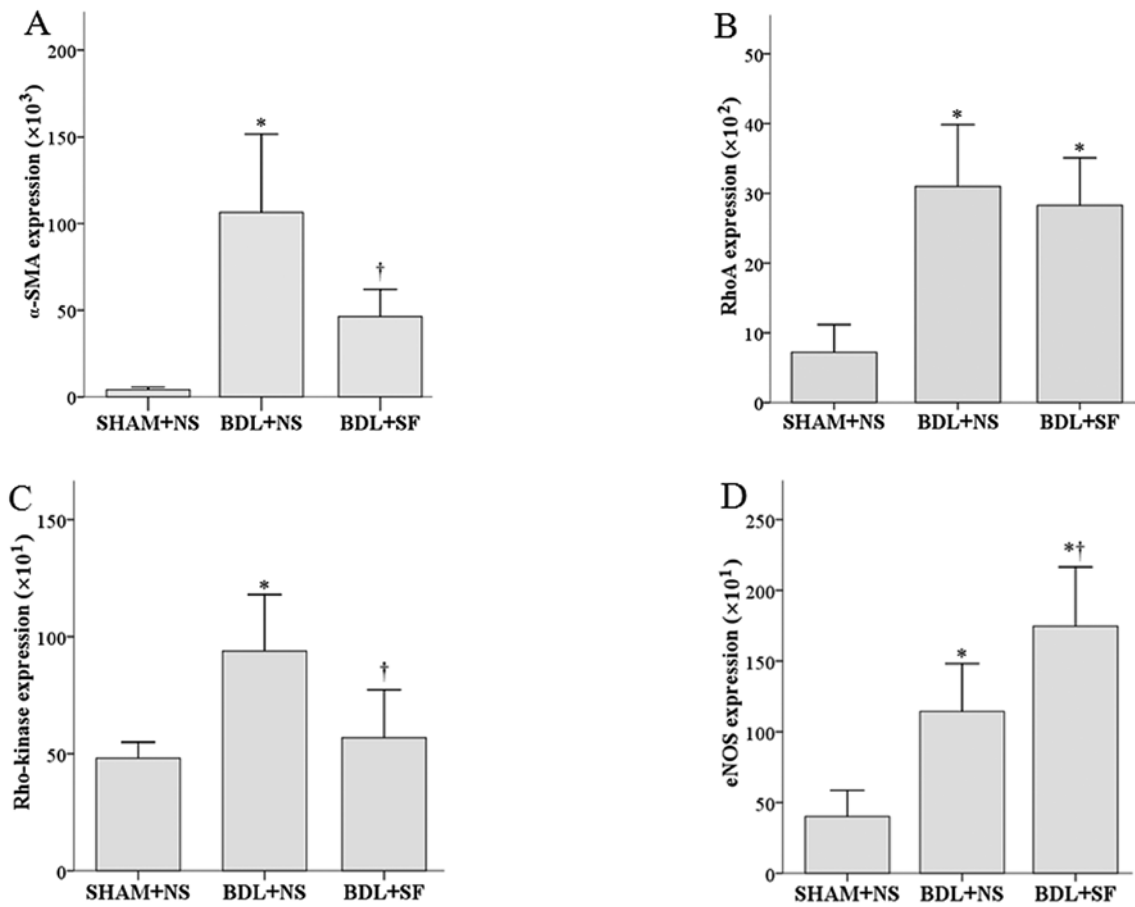 A
α-SMA expression (×10³)
200
150
100
50
0
*
†
SHAM+NS BDL+NS BDL+SF
B
RhoA expression (×10²)
50
40
30
20
10
0
*
*
SHAM+NS BDL+NS BDL+SF
C
Rho-kinase expression (×10¹)
150
100
50
0
*
†
SHAM+NS BDL+NS BDL+SF
D
eNOS expression (×10¹)
250
200
150
100
50
0
*
*†
SHAM+NS BDL+NS BDL+SF